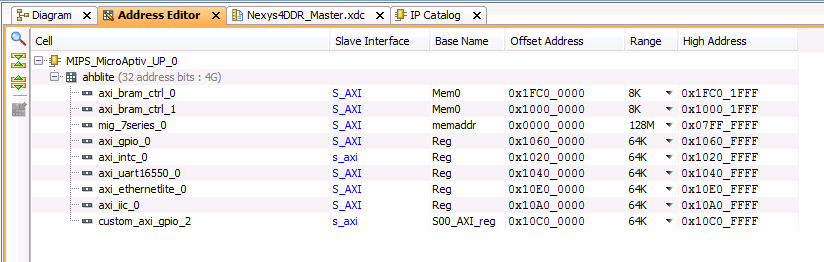 Diagram Address Editor Nexys4DDR_Master.xdc IP Catalog
Cell Slave Interface Base Name Offset Address Range High Address
MIPS_MicroAptiv_UP_0
ahblite (32 address bits : 4G)
axi_bram_ctrl_0 S_AXI Mem0 0x1FC0_0000 8K 0x1FC0_1FFF
axi_bram_ctrl_1 S_AXI Mem0 0x1000_0000 8K 0x1000_1FFF
mig_7series_0 S_AXI memaddr 0x0000_0000 128M 0x07FF_FFFF
axi_gpio_0 S_AXI Reg 0x1060_0000 64K 0x1060_FFFF
axi_intc_0 s_axi Reg 0x1020_0000 64K 0x1020_FFFF
axi_uart16550_0 S_AXI Reg 0x1040_0000 64K 0x1040_FFFF
axi_ethernetlite_0 S_AXI Reg 0x10E0_0000 64K 0x10E0_FFFF
axi_iic_0 S_AXI Reg 0x10A0_0000 64K 0x10A0_FFFF
custom_axi_gpio_2 s_axi S00_AXI_reg 0x10C0_0000 64K 0x10C0_FFFF